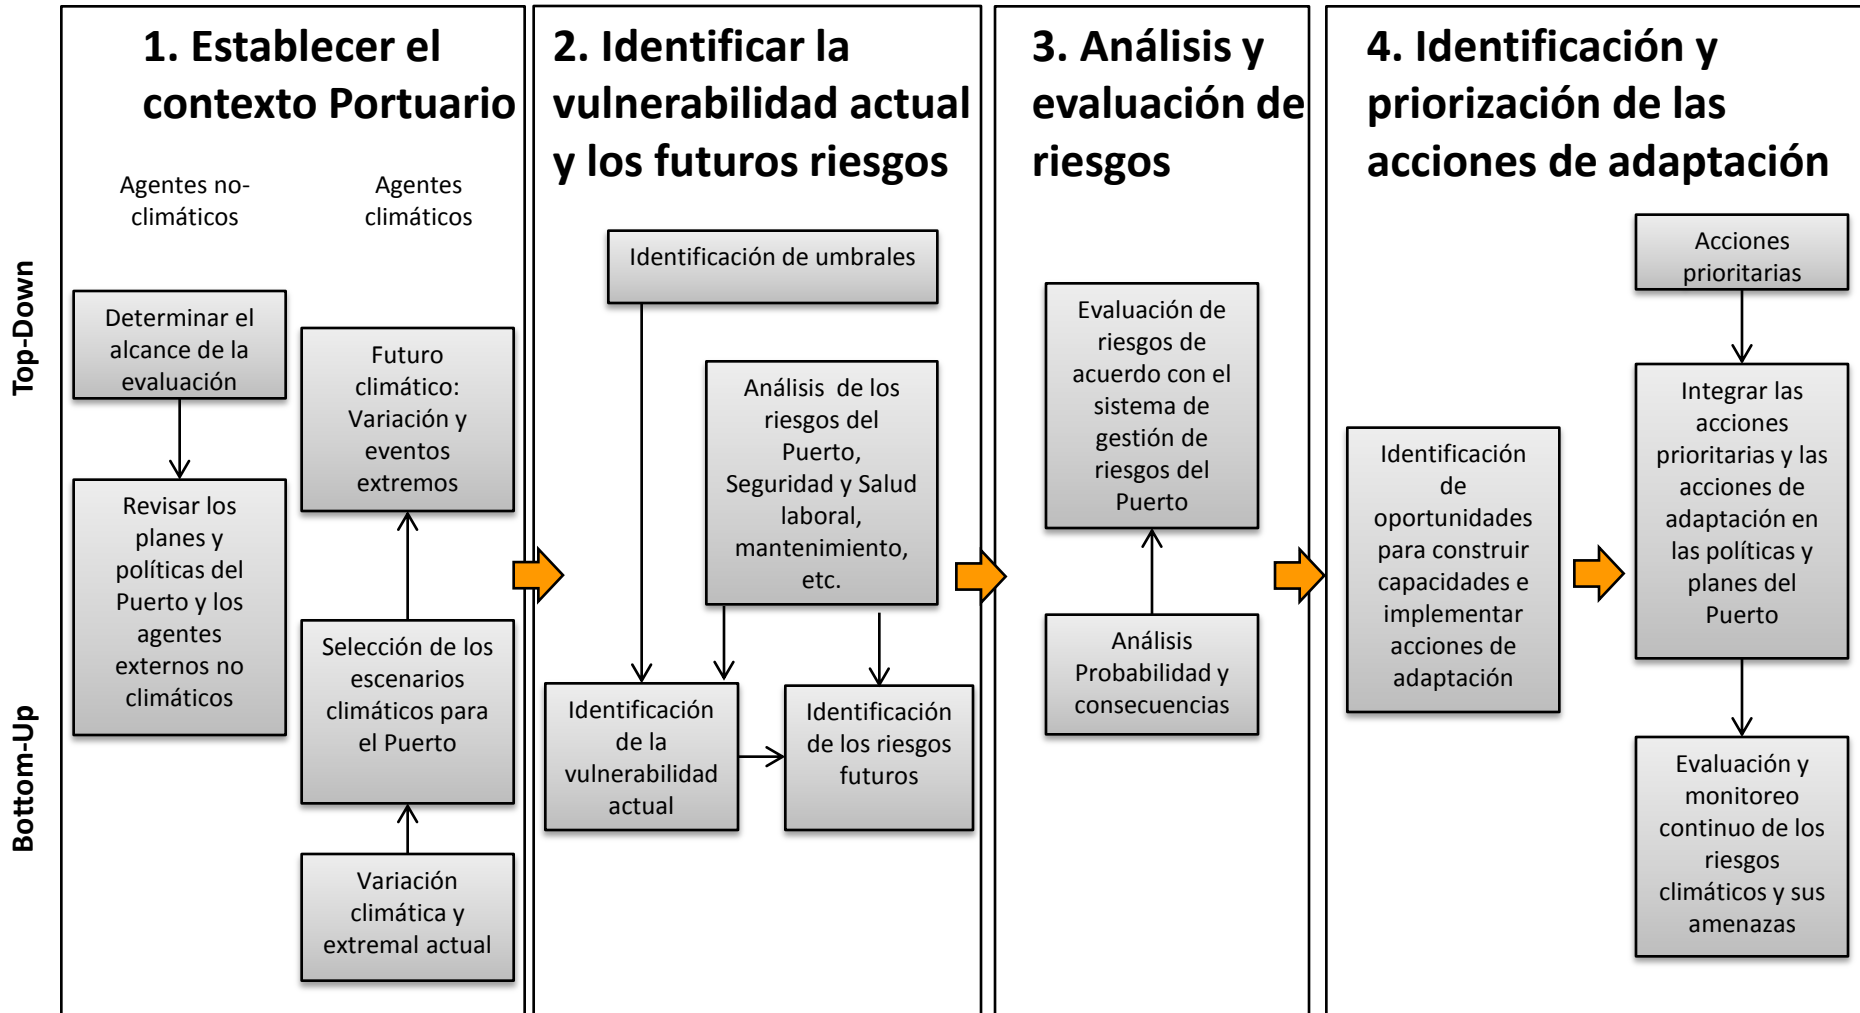 1. Establecer el
contexto Portuario
Agentes no-
climáticos
Agentes
climáticos
Top-Down
Bottom-Up
Determinar el
alcance de la
evaluación
Revisar los
planes y
políticas del
Puerto y los
agentes
externos no
climáticos
Futuro
climático:
Variación y
eventos
extremos
Selección de los
escenarios
climáticos para
el Puerto
Variación
climática y
extremal actual
2. Identificar la
vulnerabilidad actual
y los futuros riesgos
Identificación de umbrales
Análisis de los
riesgos del
Puerto,
Seguridad y Salud
laboral,
mantenimiento,
etc.
Identificación
de la
vulnerabilidad
actual
Identificación
de los riesgos
futuros
3. Análisis y
evaluación de
riesgos
Evaluación de
riesgos de
acuerdo con el
sistema de
gestión de
riesgos del
Puerto
Análisis
Probabilidad y
consecuencias
4. Identificación y
priorización de las
acciones de adaptación
Identificación
de
oportunidades
para construir
capacidades e
implementar
acciones de
adaptación
Acciones
prioritarias
Integrar las
acciones
prioritarias y las
acciones de
adaptación en
las políticas y
planes del
Puerto
Evaluación y
monitoreo
continuo de los
riesgos
climáticos y sus
amenazas